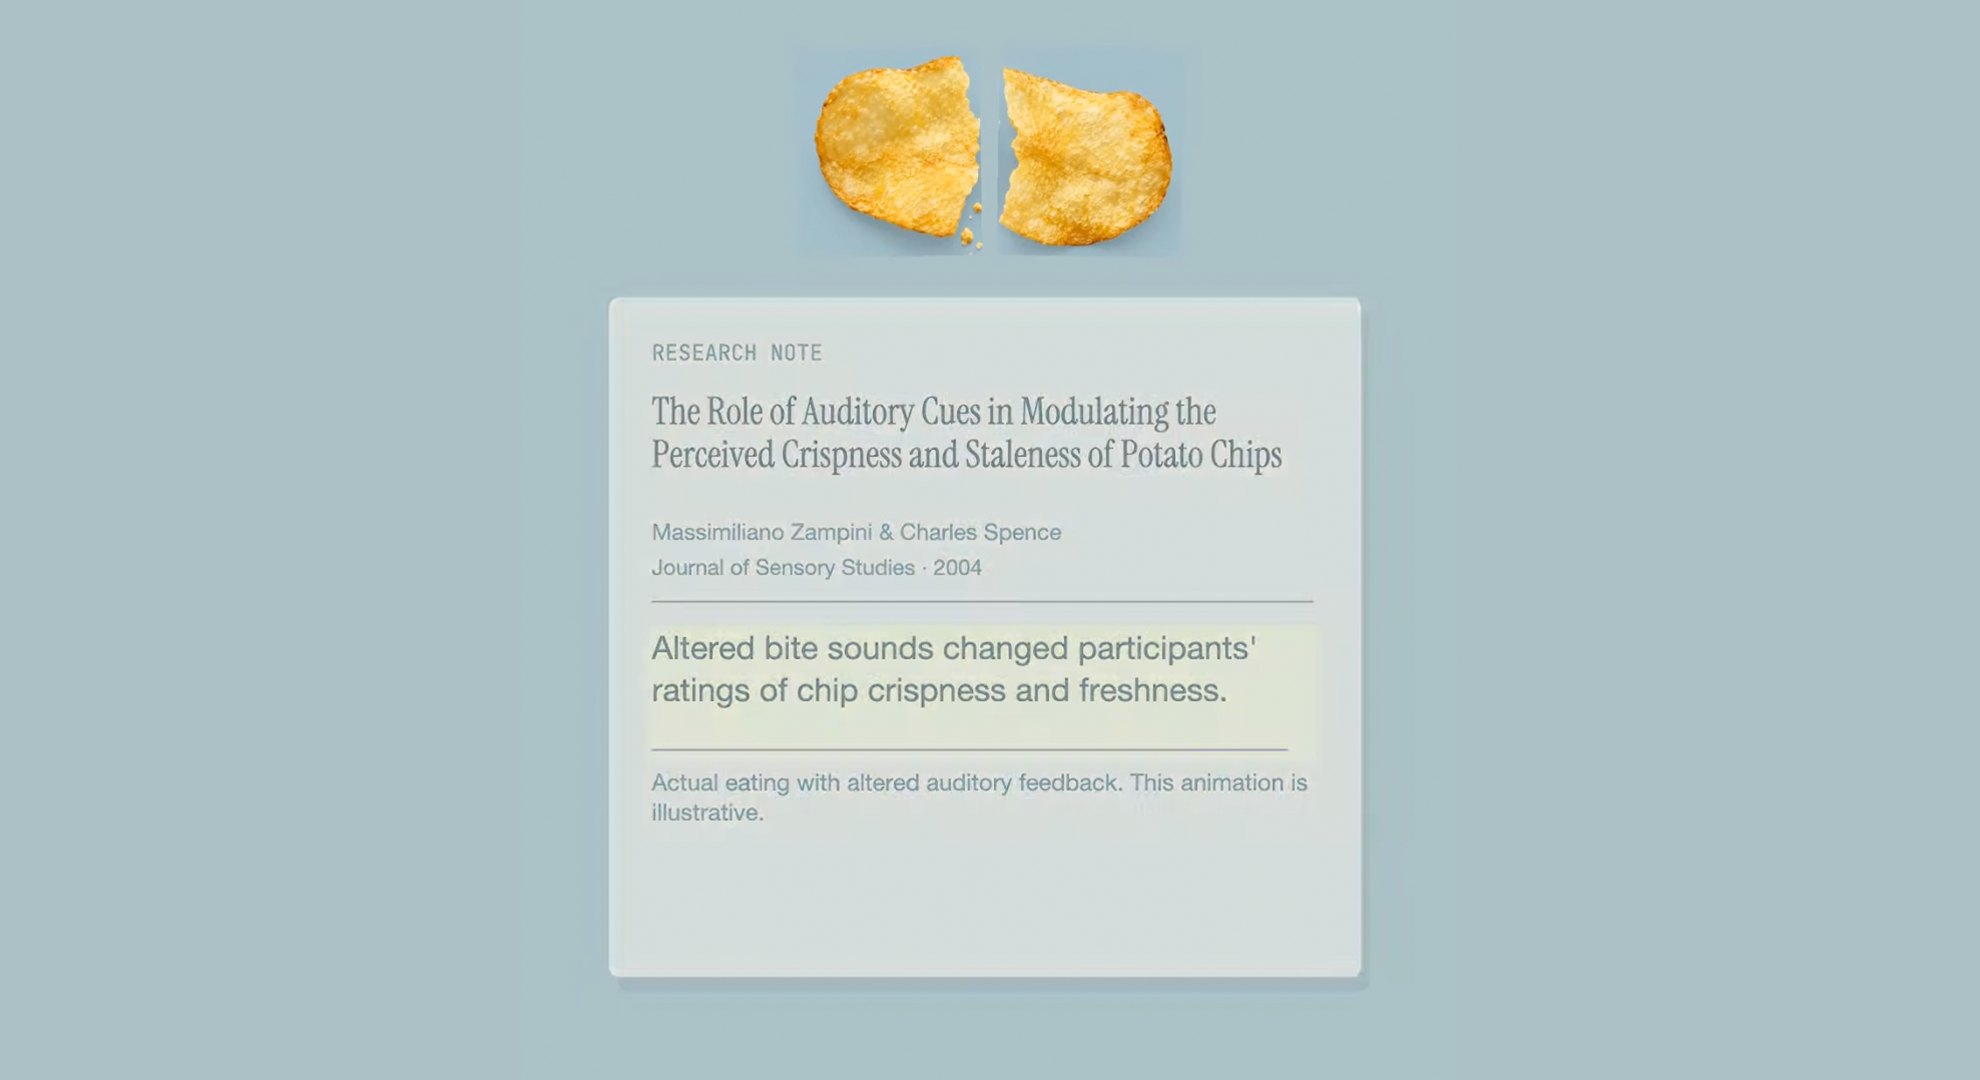 RESEARCH NOTE
The Role of Auditory Cues in Modulating the
Perceived Crispness and Staleness of Potato Chips
Massimiliano Zampini & Charles Spence
Journal of Sensory Studies · 2004
Altered bite sounds changed participants'
ratings of chip crispness and freshness.
Actual eating with altered auditory feedback. This animation is
illustrative.